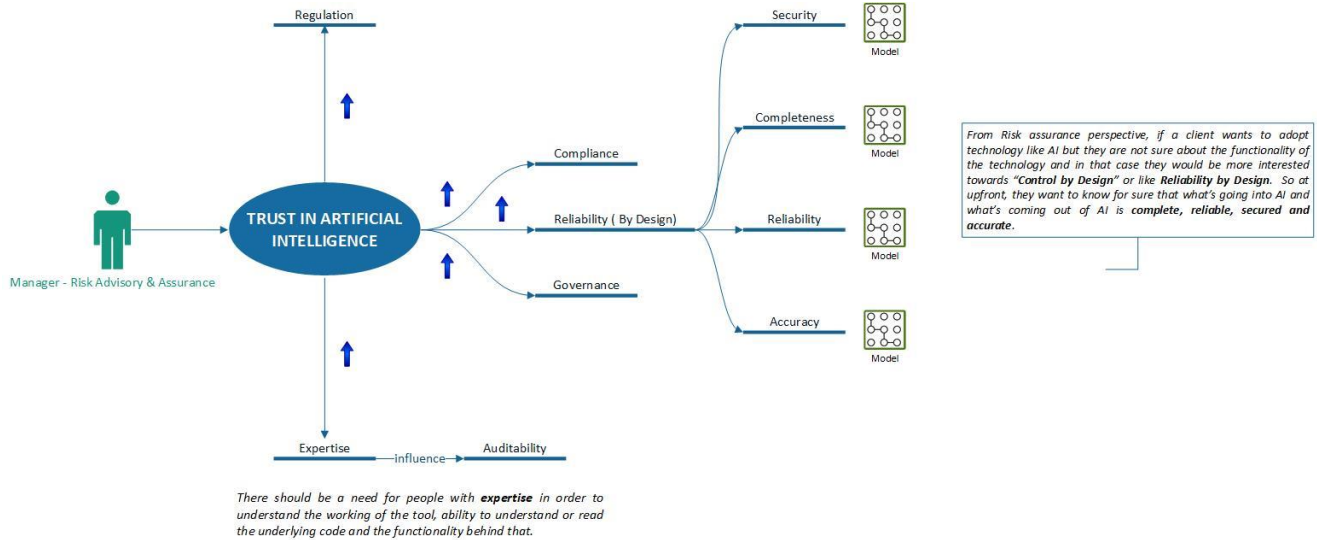 Regulation
Security
Model
Completeness
Model
Compliance
TRUST IN ARTIFICIAL
INTELLIGENCE
Reliability ( By Design)
Reliability
Model
Manager - Risk Advisory & Assurance
Governance
Accuracy
Model
Expertise
influence
Auditability
There should be a need for people with expertise in order to
understand the working of the tool, ability to understand or read
the underlying code and the functionality behind that.
From Risk assurance perspective, if a client wants to adopt
technology like AI but they are not sure about the functionality of
the technology and in that case they would be more interested
towards “Control by Design” or like Reliability by Design. So at
upfront, they want to know for sure that what’s going into AI and
what’s coming out of AI is complete, reliable, secured and
accurate.